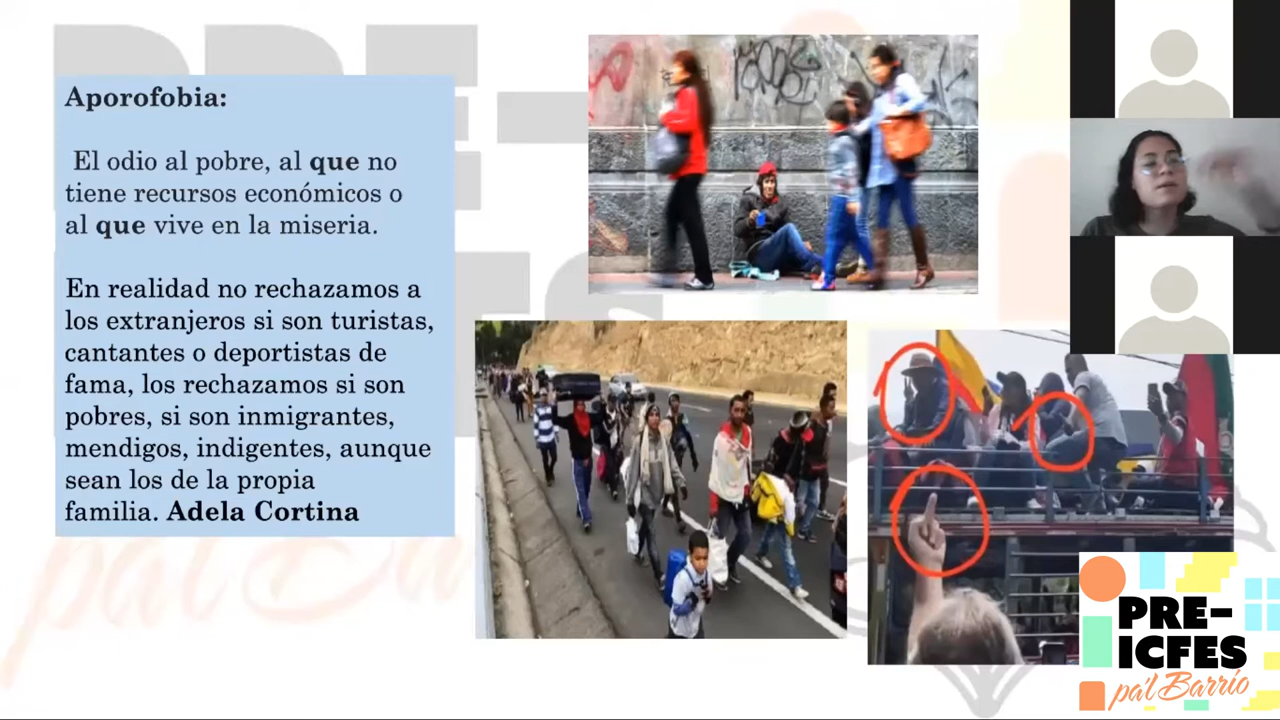 Aporofobia:
El odio al pobre, al que no
tiene recursos económicos o
al que vive en la miseria.
En realidad no rechazamos a
los extranjeros si son turistas,
cantantes o deportistas de
fama, los rechazamos si son
pobres, si son inmigrantes,
mendigos, indigentes, aunque
sean los de la propia
familia. Adela Cortina
PRE-
ICFES
pa'l Barrio